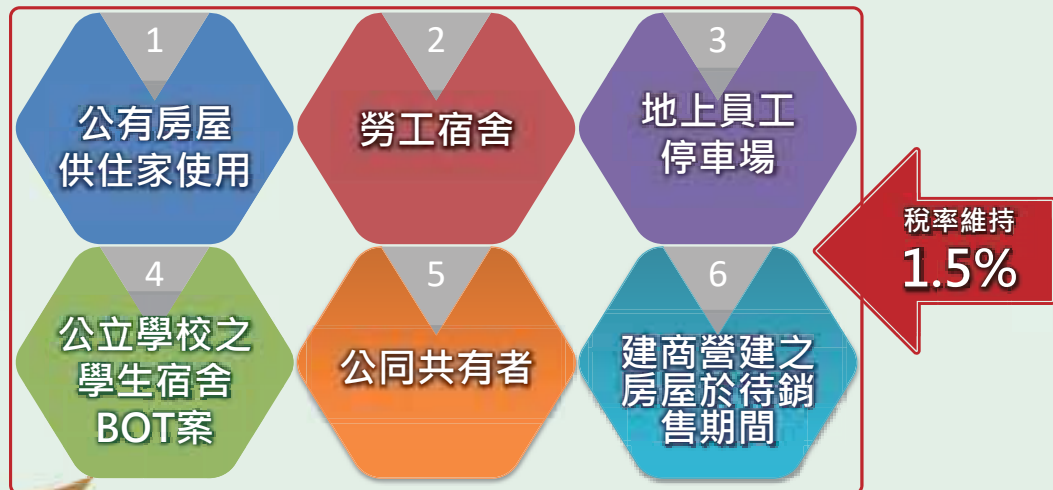 1
公有房屋
供住家使用
2
勞工宿舍
3
地上員工
停車場
4
公立學校之
學生宿舍
BOT案
5
公同共有者
6
建商營建之
房屋於待銷
售期間
稅率維持
1.5%